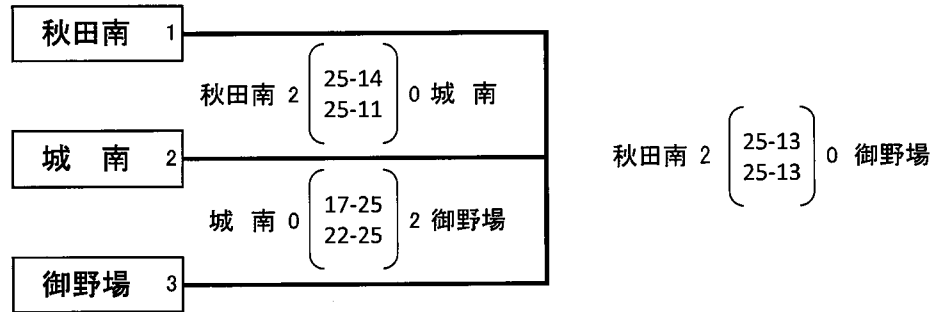 秋田南 1
秋田南 2 25-14 0 城 南
25-11
城 南 2
秋田南 2 25-13 0 御野場
25-13
城 南 0 17-25 2 御野場
22-25
御野場 3